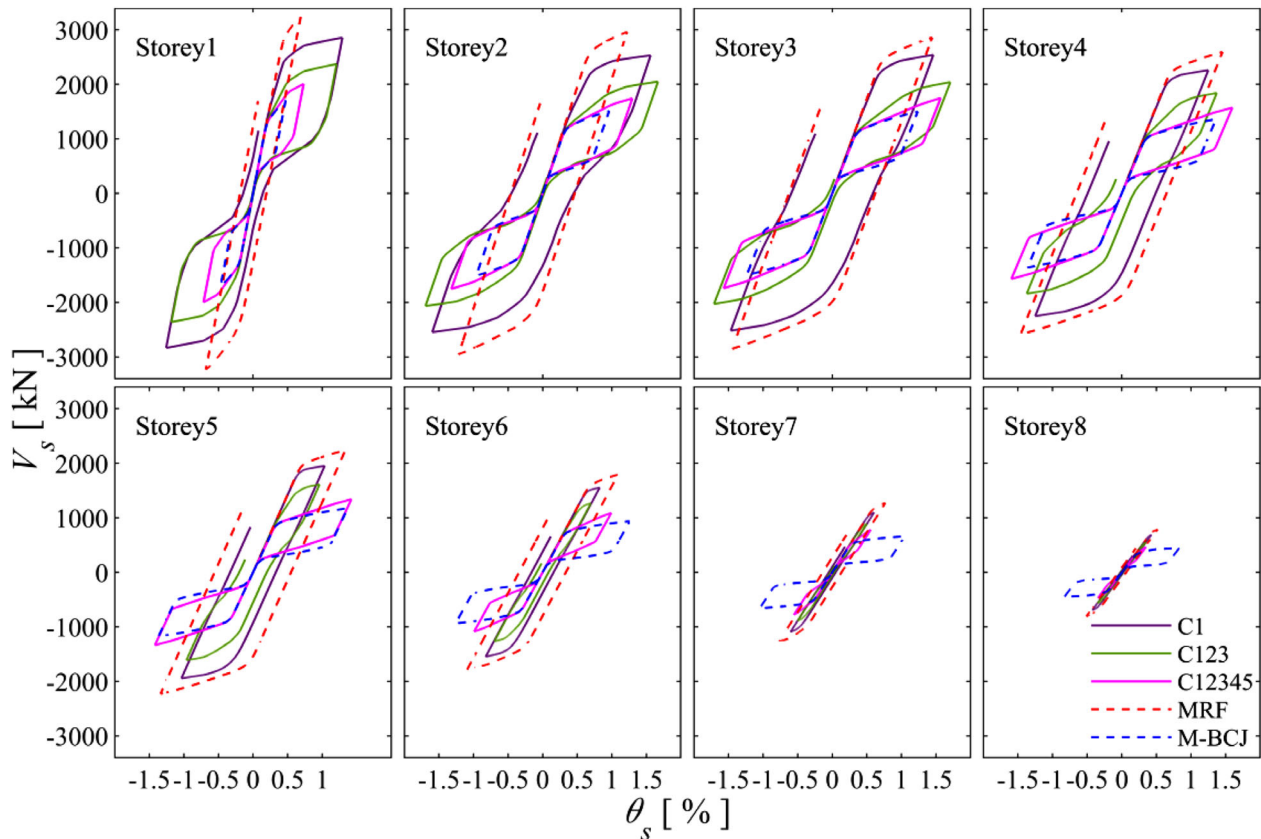 Storey1
Storey2
Storey3
Storey4
3000
2000
1000
0
-1000
-2000
-3000
V_s [ kN ]
Storey5
Storey6
Storey7
Storey8
3000
2000
1000
0
-1000
-2000
-3000
C1
C123
C12345
MRF
M-BCJ
-1.5 -1 -0.5 0 0.5 1
-1.5 -1 -0.5 0 0.5 1 1.5
-1.5 -1 -0.5 0 0.5 1 1.5
-1.5 -1 -0.5 0 0.5 1 1.5
θ_s [ % ]